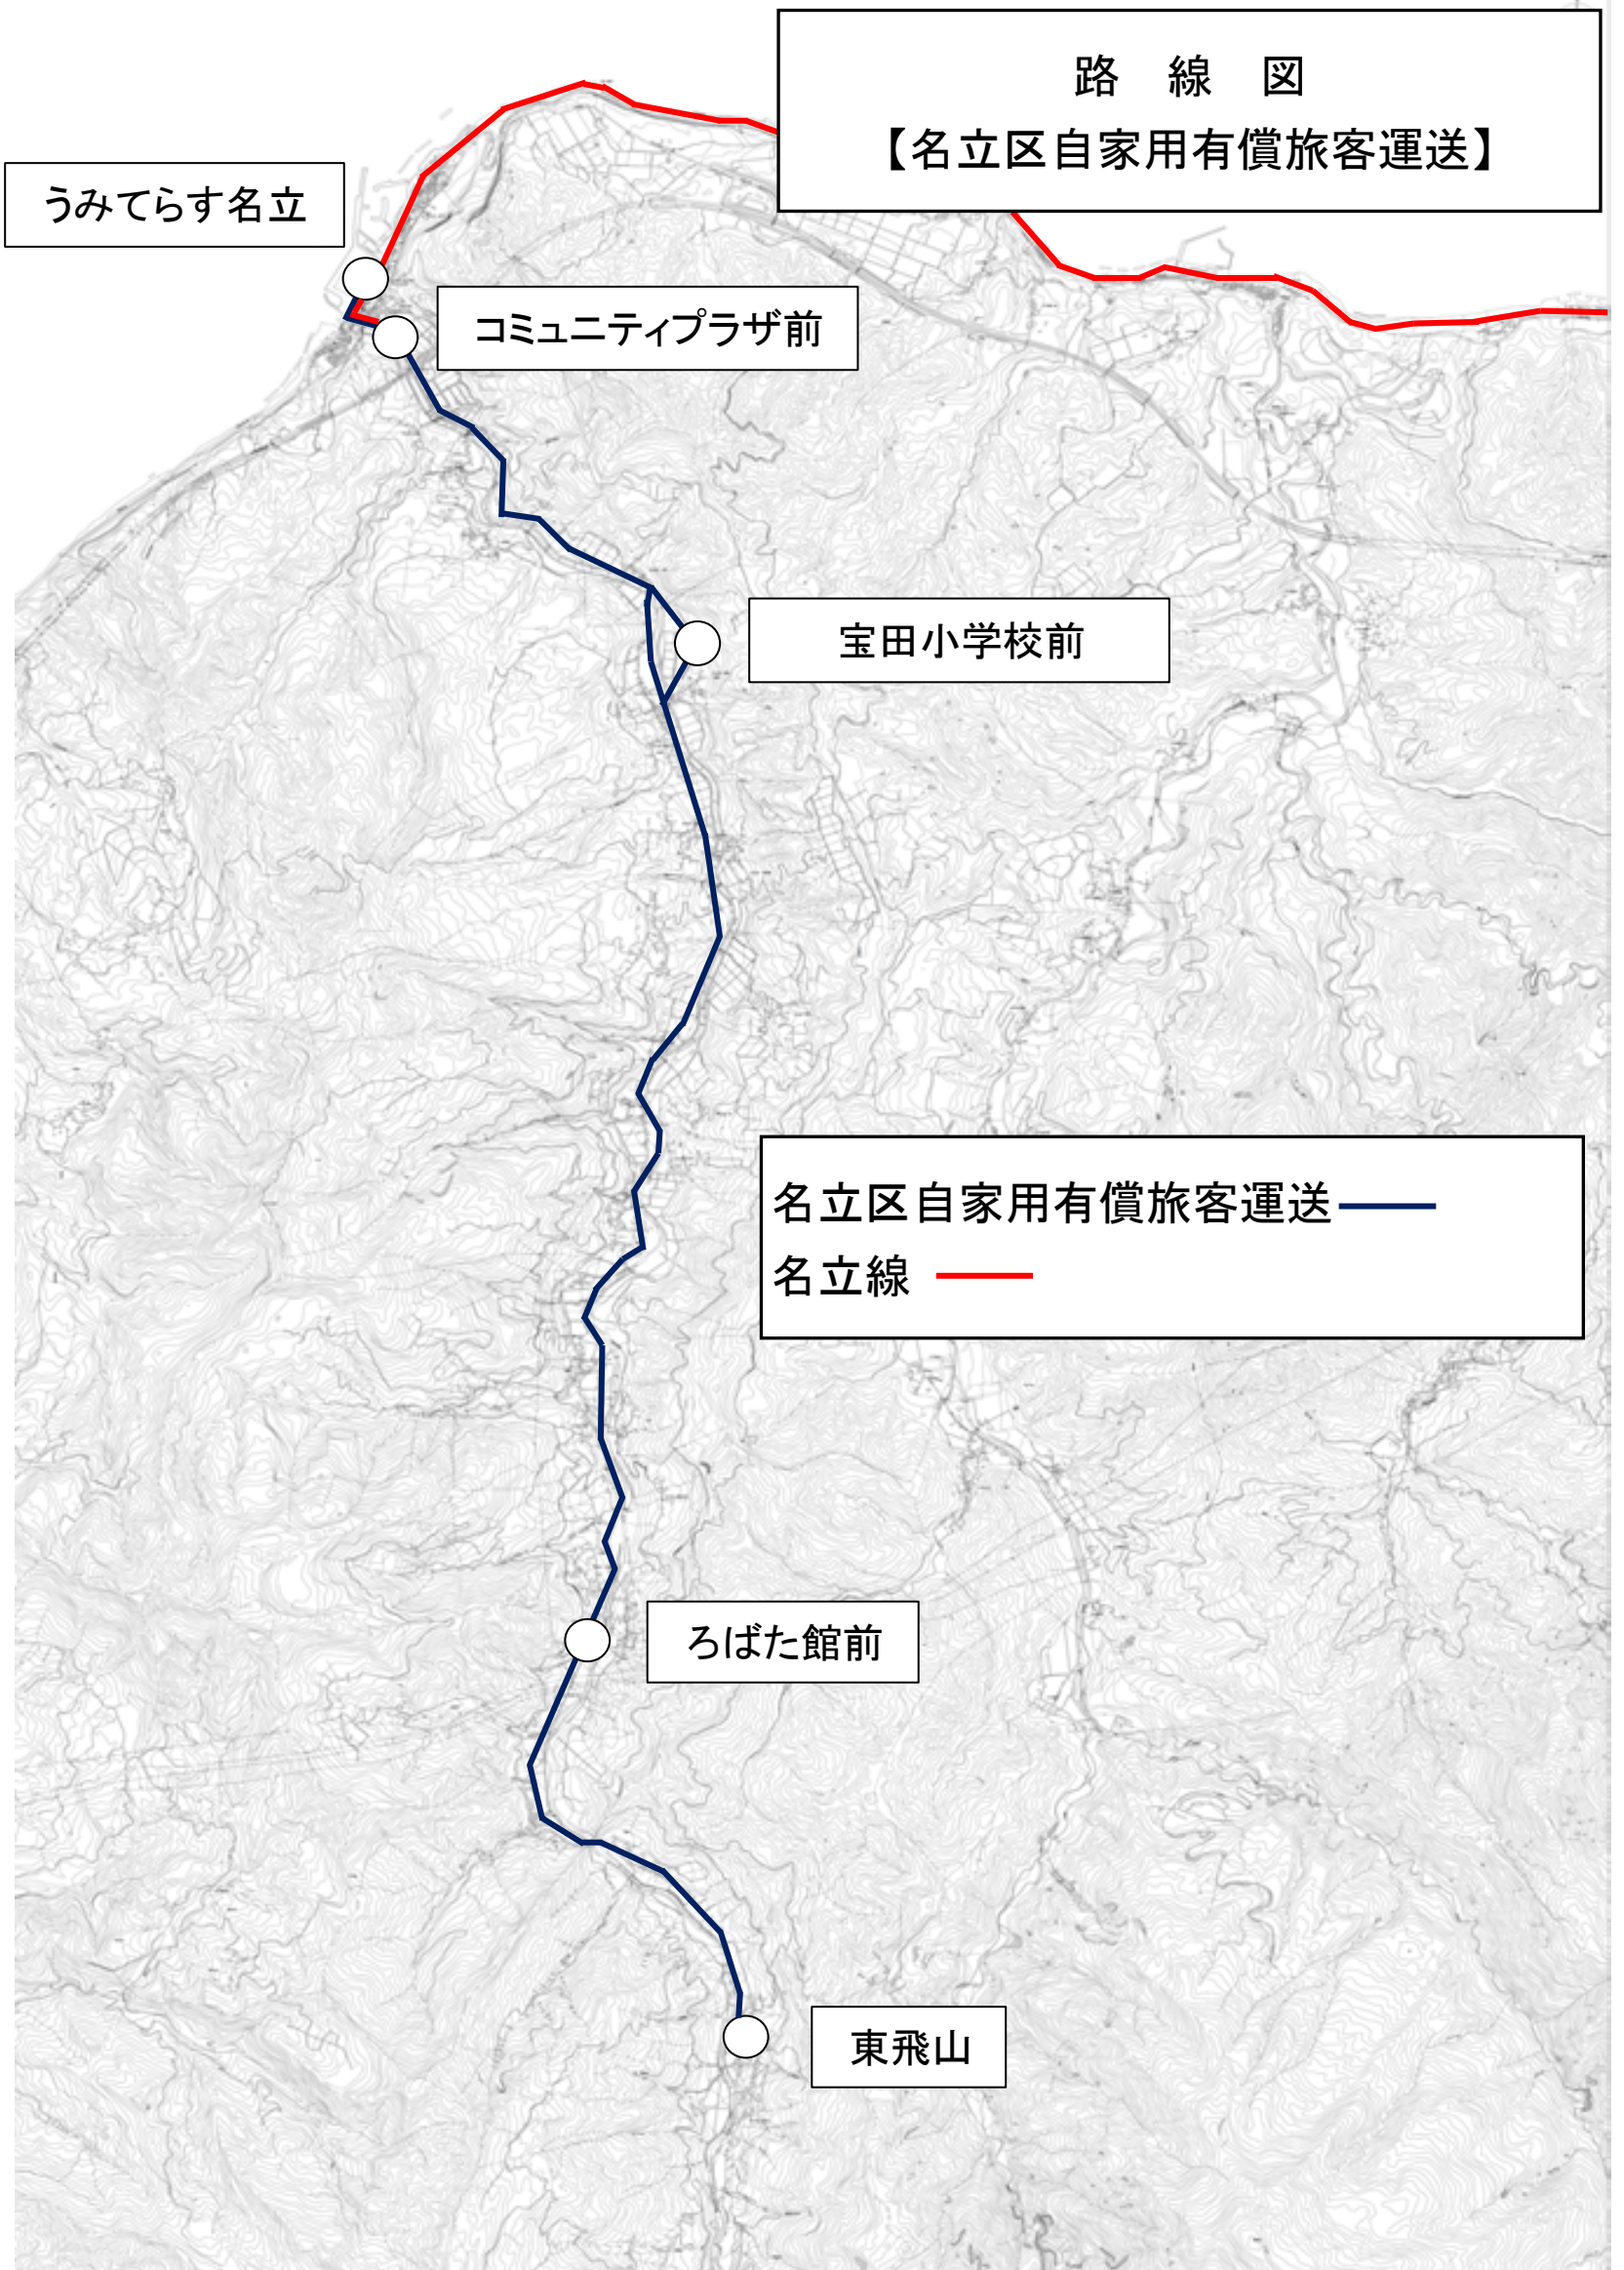 路　線　図
【名立区自家用有償旅客運送】
うみてらす名立
コミュニティプラザ前
宝田小学校前
名立区自家用有償旅客運送
名立線
ろばた館前
東飛山